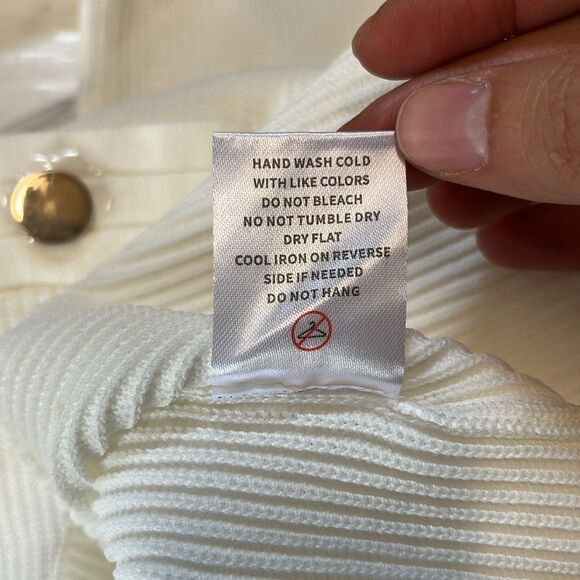 HAND WASH COLD
WITH LIKE COLORS
DO NOT BLEACH
NO NOT TUMBLE DRY
DRY FLAT
COOL IRON ON REVERSE
SIDE IF NEEDED
DO NOT HANG